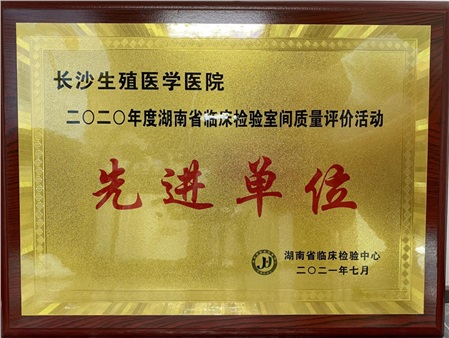 长沙生殖医学医院
二〇二〇年度湖南省临床检验室间质量评价活动
先进单位
湖南省临床检验中心
二〇二一年七月